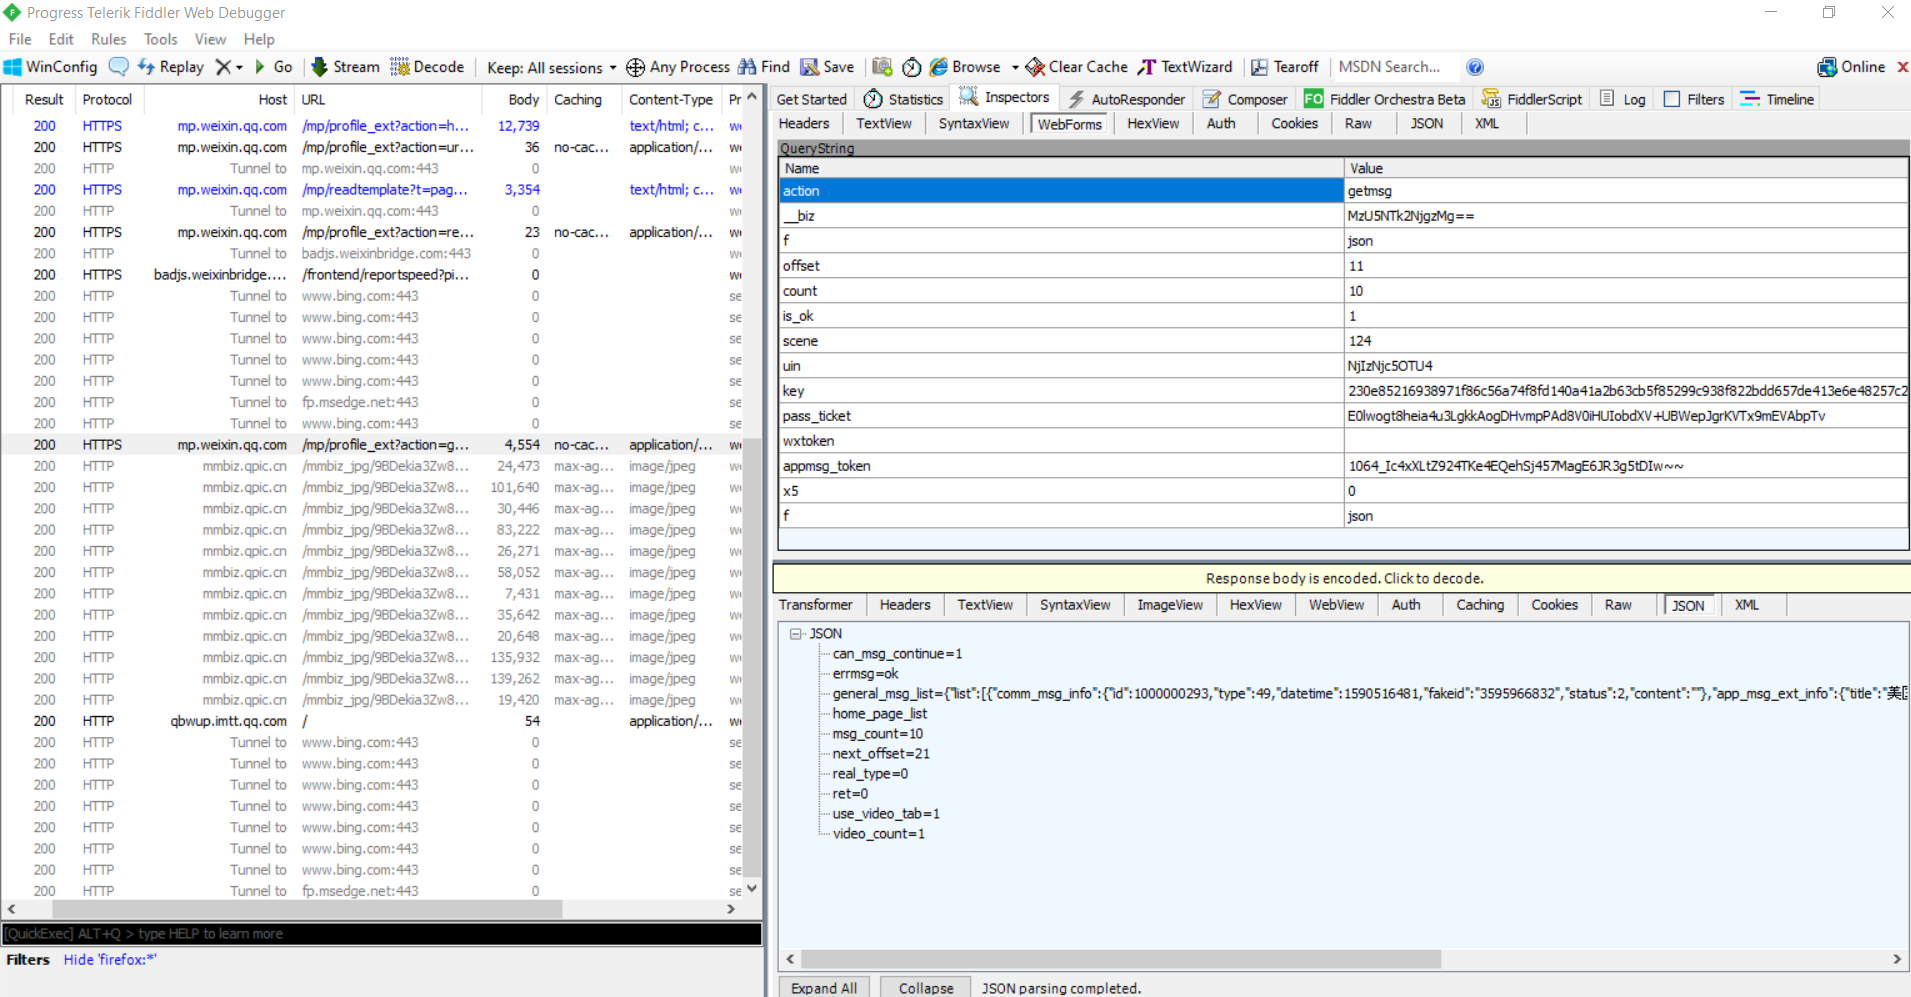 Progress Telerik Fiddler Web Debugger
File Edit Rules Tools View Help
WinConfig Replay Go Stream Decode Keep: All sessions Any Process Find Save Browse Clear Cache TextWizard Tearoff MSDN Search... Online
Result Protocol Host URL Body Caching Content-Type Pr
200 HTTPS mp.weixin.qq.com /mp/profile_ext?action=h... 12,739 text/html; c...
200 HTTPS mp.weixin.qq.com /mp/profile_ext?action=ur... 36 no-cac... application/...
200 HTTP Tunnel to mp.weixin.qq.com:443 0
200 HTTPS mp.weixin.qq.com /mp/readtemplate?t=pag... 3,354 text/html; c...
200 HTTP Tunnel to mp.weixin.qq.com:443 0
200 HTTPS mp.weixin.qq.com /mp/profile_ext?action=re... 23 no-cac... application/...
200 HTTP Tunnel to badjs.weixinbridge.com:443 0
200 HTTPS badjs.weixinbridge.... /frontend/reportspeed?pi... 0
200 HTTP Tunnel to www.bing.com:443 0 se
200 HTTP Tunnel to www.bing.com:443 0 se
200 HTTP Tunnel to www.bing.com:443 0 se
200 HTTP Tunnel to www.bing.com:443 0 se
200 HTTP Tunnel to www.bing.com:443 0 se
200 HTTP Tunnel to fp.msedge.net:443 0 se
200 HTTP Tunnel to www.bing.com:443 0 se
200 HTTPS mp.weixin.qq.com /mp/profile_ext?action=g... 4,554 no-cac... application/...
200 HTTP mmbiz.qpic.cn /mmbiz_jpg/9BDekia3Zw8... 24,473 max-ag... image/jpeg
200 HTTP mmbiz.qpic.cn /mmbiz_jpg/9BDekia3Zw8... 101,640 max-ag... image/jpeg
200 HTTP mmbiz.qpic.cn /mmbiz_jpg/9BDekia3Zw8... 30,446 max-ag... image/jpeg
200 HTTP mmbiz.qpic.cn /mmbiz_jpg/9BDekia3Zw8... 83,222 max-ag... image/jpeg
200 HTTP mmbiz.qpic.cn /mmbiz_jpg/9BDekia3Zw8... 26,271 max-ag... image/jpeg
200 HTTP mmbiz.qpic.cn /mmbiz_jpg/9BDekia3Zw8... 58,052 max-ag... image/jpeg
200 HTTP mmbiz.qpic.cn /mmbiz_jpg/9BDekia3Zw8... 7,431 max-ag... image/jpeg
200 HTTP mmbiz.qpic.cn /mmbiz_jpg/9BDekia3Zw8... 35,642 max-ag... image/jpeg
200 HTTP mmbiz.qpic.cn /mmbiz_jpg/9BDekia3Zw8... 20,648 max-ag... image/jpeg
200 HTTP mmbiz.qpic.cn /mmbiz_jpg/9BDekia3Zw8... 135,932 max-ag... image/jpeg
200 HTTP mmbiz.qpic.cn /mmbiz_jpg/9BDekia3Zw8... 139,262 max-ag... image/jpeg
200 HTTP mmbiz.qpic.cn /mmbiz_jpg/9BDekia3Zw8... 19,420 max-ag... image/jpeg
200 HTTP qbwup.imtt.qq.com / 54 application/...
200 HTTP Tunnel to www.bing.com:443 0 se
200 HTTP Tunnel to www.bing.com:443 0 se
200 HTTP Tunnel to www.bing.com:443 0 se
200 HTTP Tunnel to www.bing.com:443 0 se
200 HTTP Tunnel to www.bing.com:443 0 se
200 HTTP Tunnel to www.bing.com:443 0 se
200 HTTP Tunnel to www.bing.com:443 0 se
200 HTTP Tunnel to fp.msedge.net:443 0 se
[QuickExec] ALT+Q > type HELP to learn more
Filters Hide 'firefox:*'
Get Started Statistics Inspectors AutoResponder Composer FO Fiddler Orchestra Beta FiddlerScript Log Filters Timeline
Headers TextView SyntaxView WebForms HexView Auth Cookies Raw JSON XML
QueryString
Name Value
action getmsg
__biz MzU5NTk2NjgzMg==
f json
offset 11
count 10
is_ok 1
scene 124
uin NjIzNjc5OTU4
key 230e85216938971f86c56a74f8fd140a41a2b63cb5f85299c938f822bdd657de413e6e48257c2
pass_ticket E0lwogt8heia4u3LgkkAogDHvmpPAd8V0iHUIobdXV+UBWepJgrKVTx9mEVAbpTv
wxtoken
appmsg_token 1064_Ic4xXLtZ924TKe4EQehSj457MagE6JR3g5tDIw~~
x5 0
f json
Response body is encoded. Click to decode.
Transformer Headers TextView SyntaxView ImageView HexView WebView Auth Caching Cookies Raw JSON XML
JSON
can_msg_continue=1
errmsg=ok
general_msg_list={"list":[{"comm_msg_info":{"id":1000000293,"type":49,"datetime":1590516481,"fakeid":"3595966832","status":2,"content":""},"app_msg_ext_info":{"title":"美
home_page_list
msg_count=10
next_offset=21
real_type=0
ret=0
use_video_tab=1
video_count=1
Expand All Collapse JSON parsing completed.